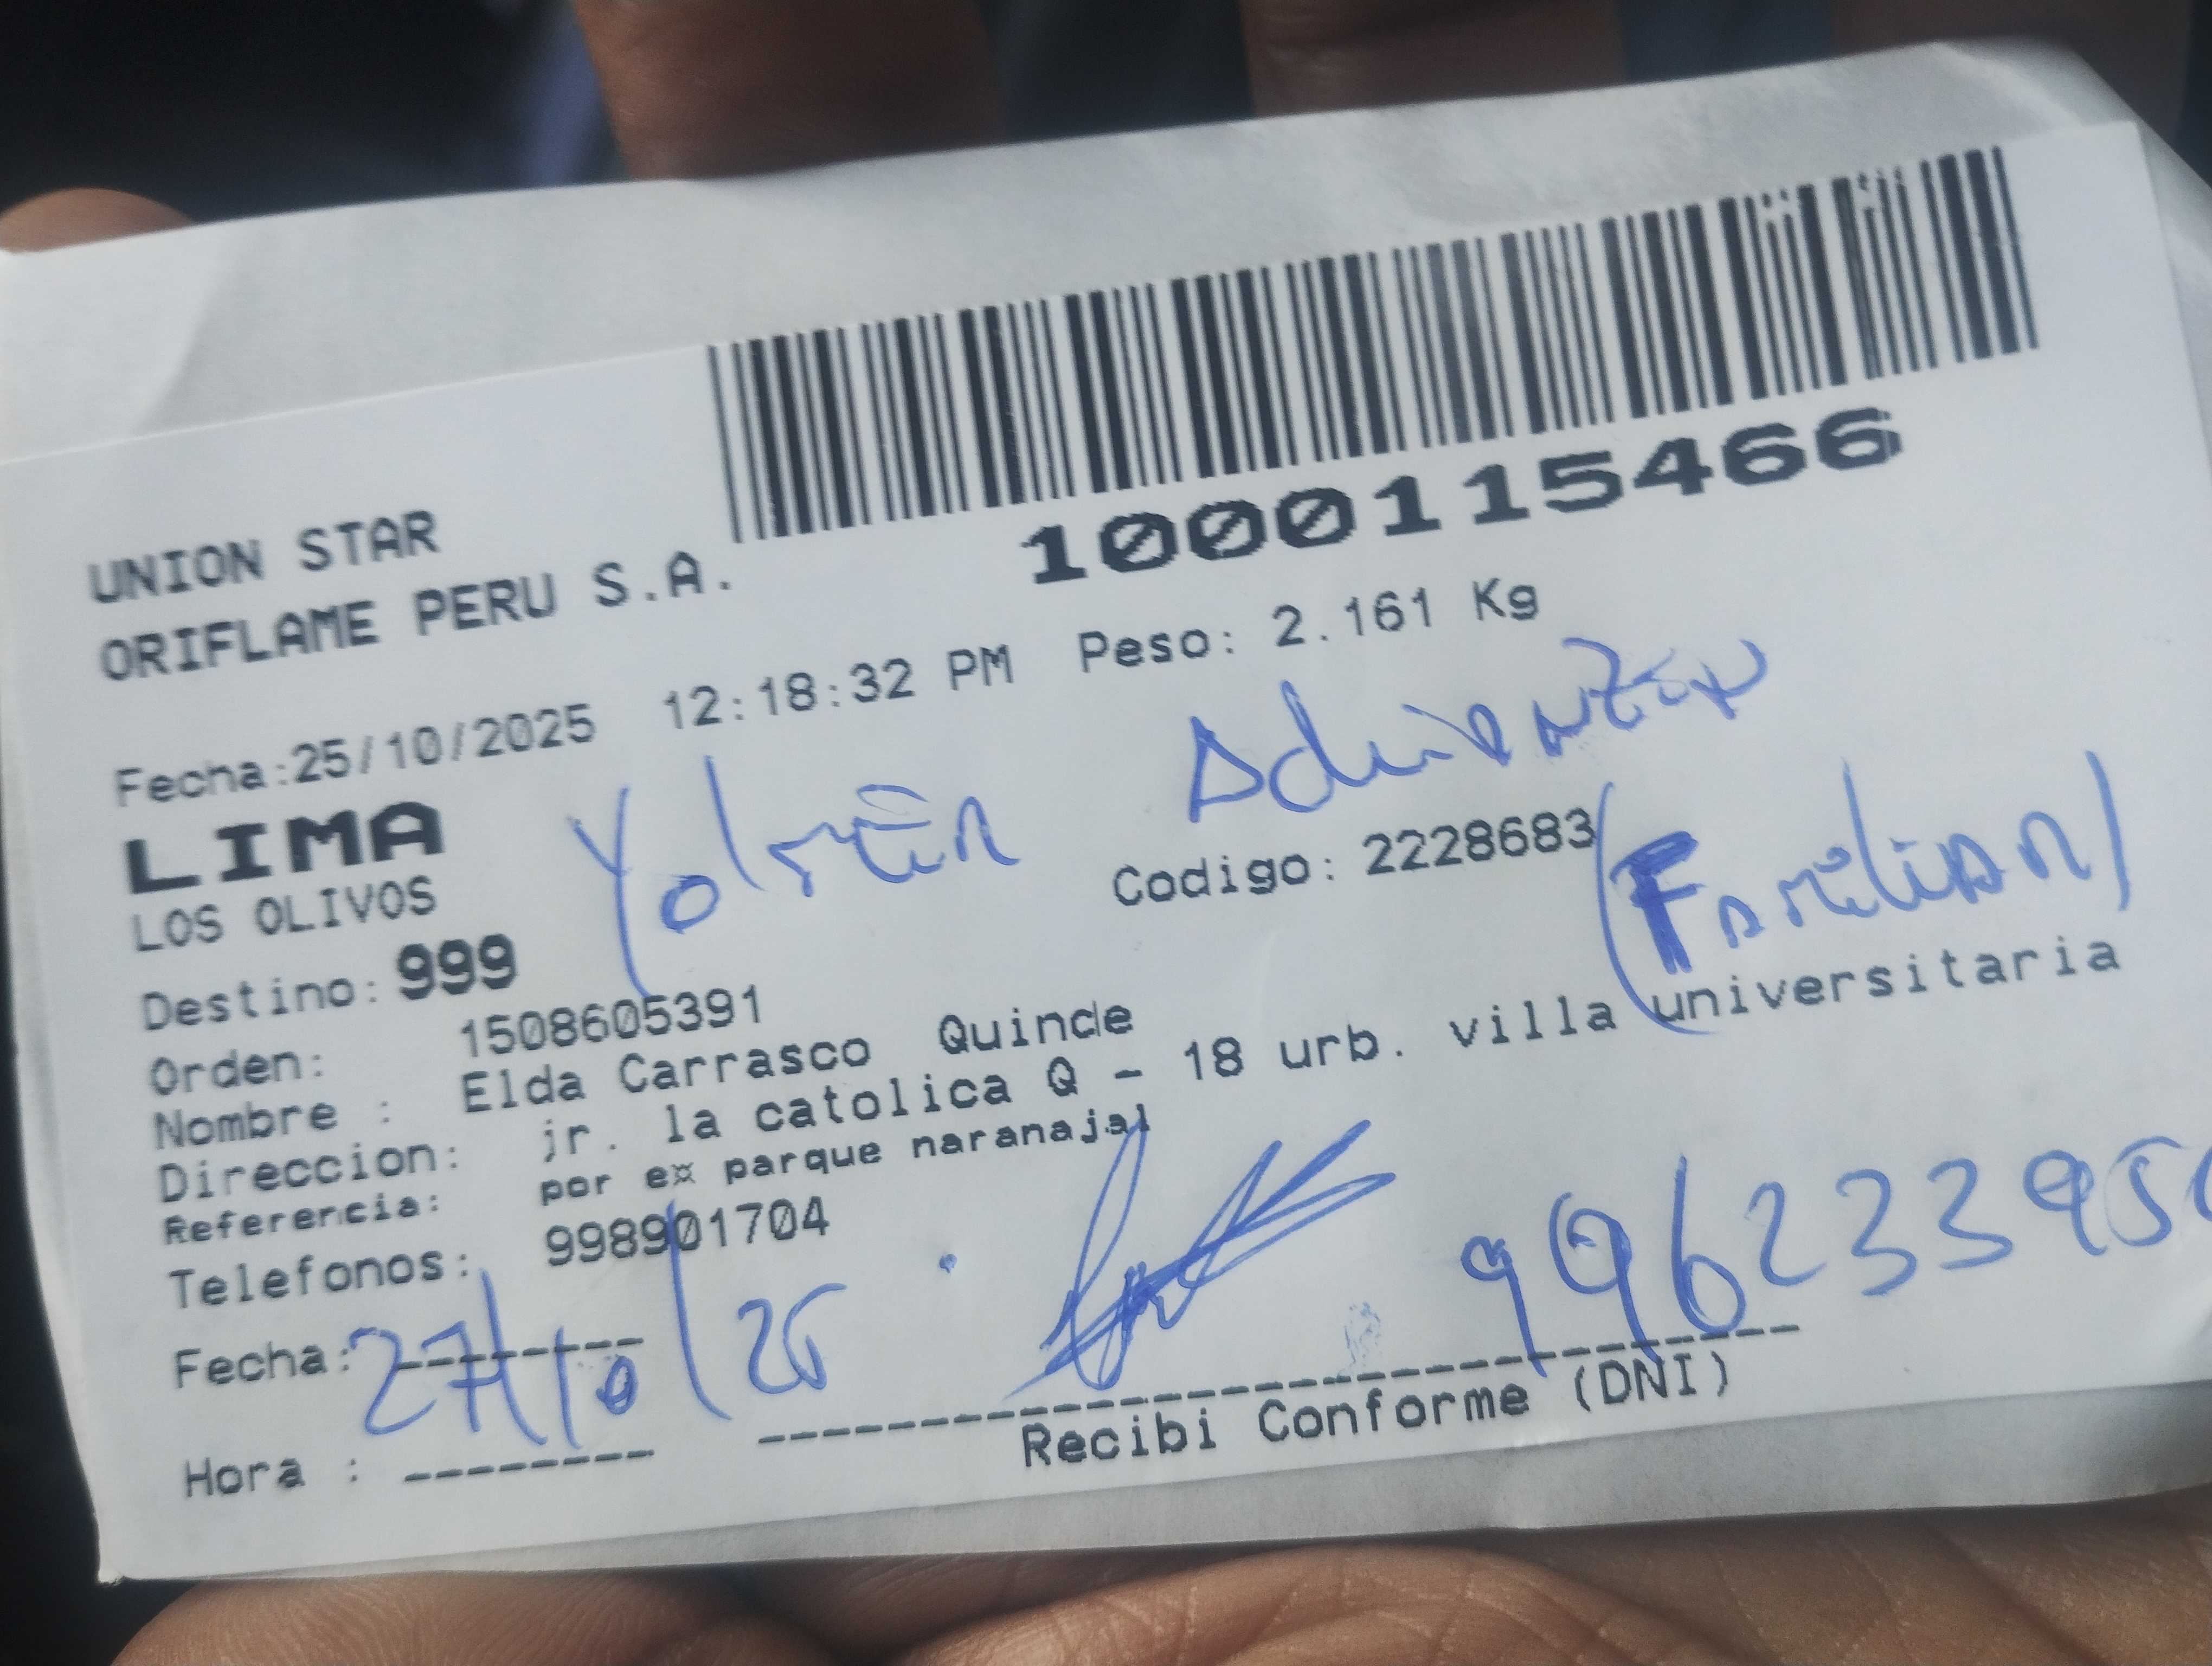 1000115466
UNION STAR
ORIFLAME PERU S.A.
Fecha:25/10/2025 12:18:32 PM Peso: 2.161 Kg
LIMA
LOS OLIVOS
Codigo: 2228683
(Familiar)
Destino: 999
Orden: 1508605391
Nombre : Elda Carrasco Quinde
Direccion: jr. la catolica Q - 18 urb. villa universitaria
Referencia: por ex parque naranajal
Telefonos: 998901704
Fecha: 27/10/25
99623395
Hora : --------
Recibi Conforme (DNI)